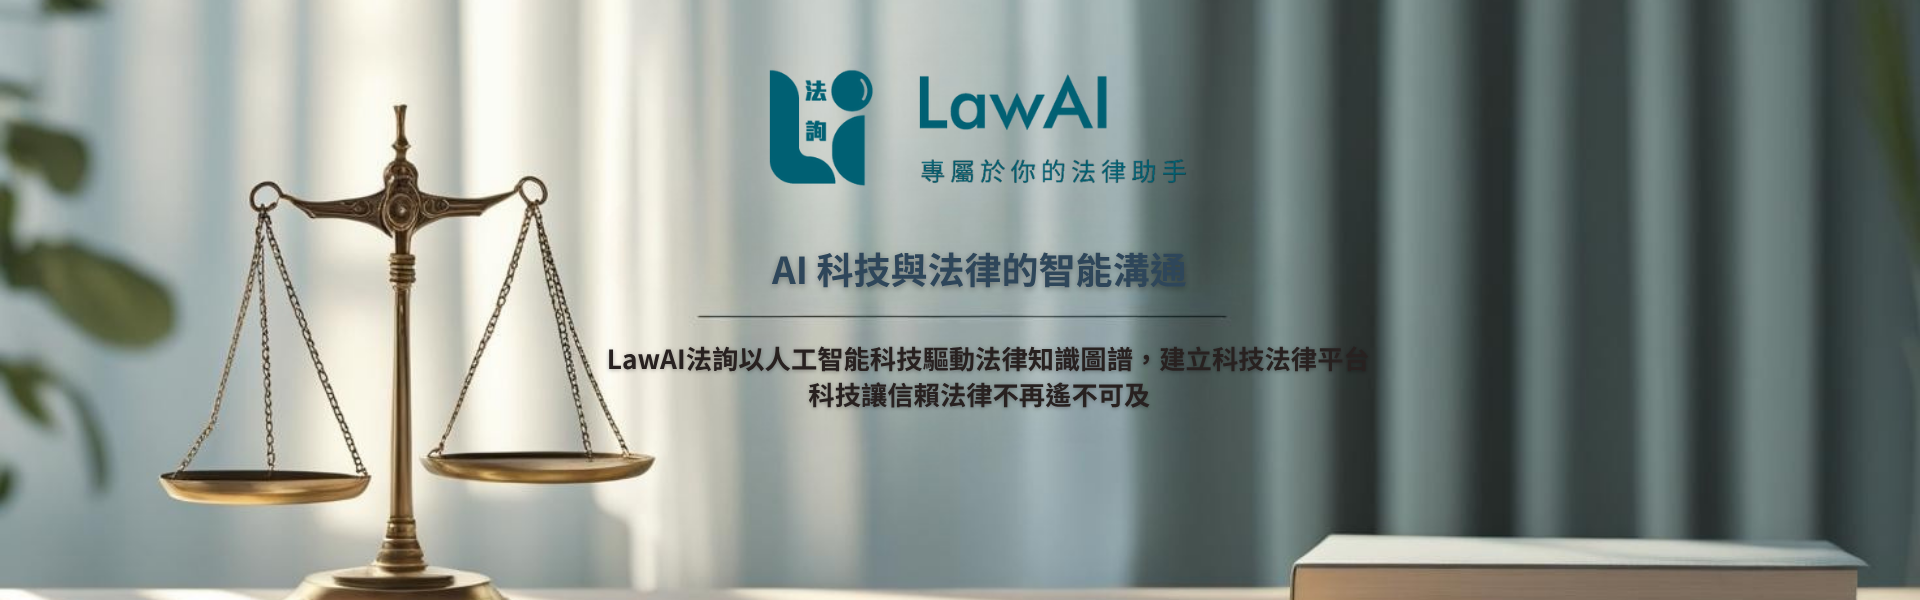 法詢
LawAI
專屬於你的法律助手
AI 科技與法律的智能溝通
LawAI法詢以人工智能科技驅動法律知識圖譜，建立科技法律平台
科技讓信賴法律不再遙不可及